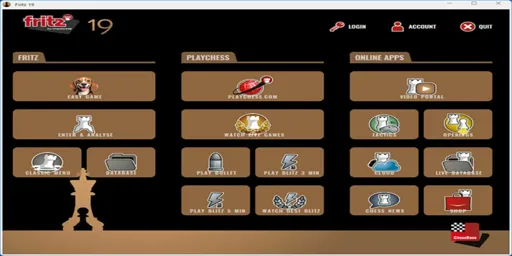 Fritz 19
fritz 19
LOGIN
ACCOUNT
QUIT
FRITZ
PLAYCHESS
ONLINE APPS
EASY GAME
PLAYCHESS.COM
VIDEO PORTAL
ENTER & ANALYSE
WATCH LIVE GAMES
TACTICS
OPENINGS
CLASSIC MENU
DATABASE
PLAY BULLET
PLAY BLITZ 3 MIN
CLOUD
LIVE DATABASE
PLAY BLITZ 5 MIN
WATCH BEST BLITZ
CHESS NEWS
SHOP
ChessBase